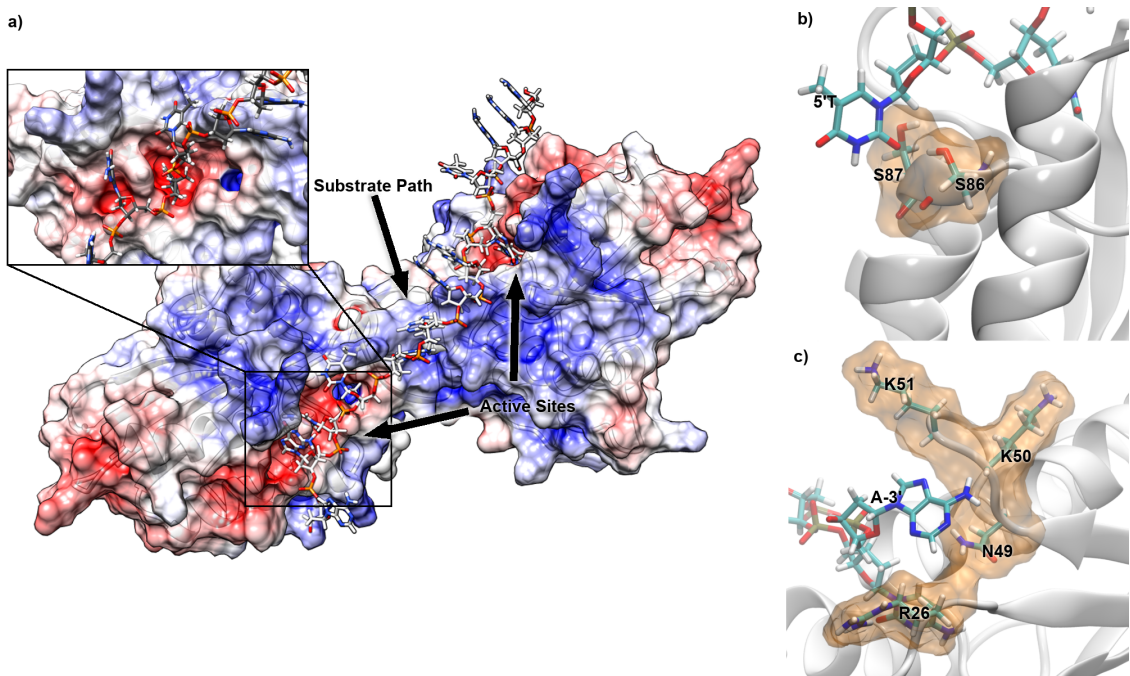 a)
Substrate Path
Active Sites
b)
5'T
S87
S86
c)
K51
K50
A-3'
N49
R26